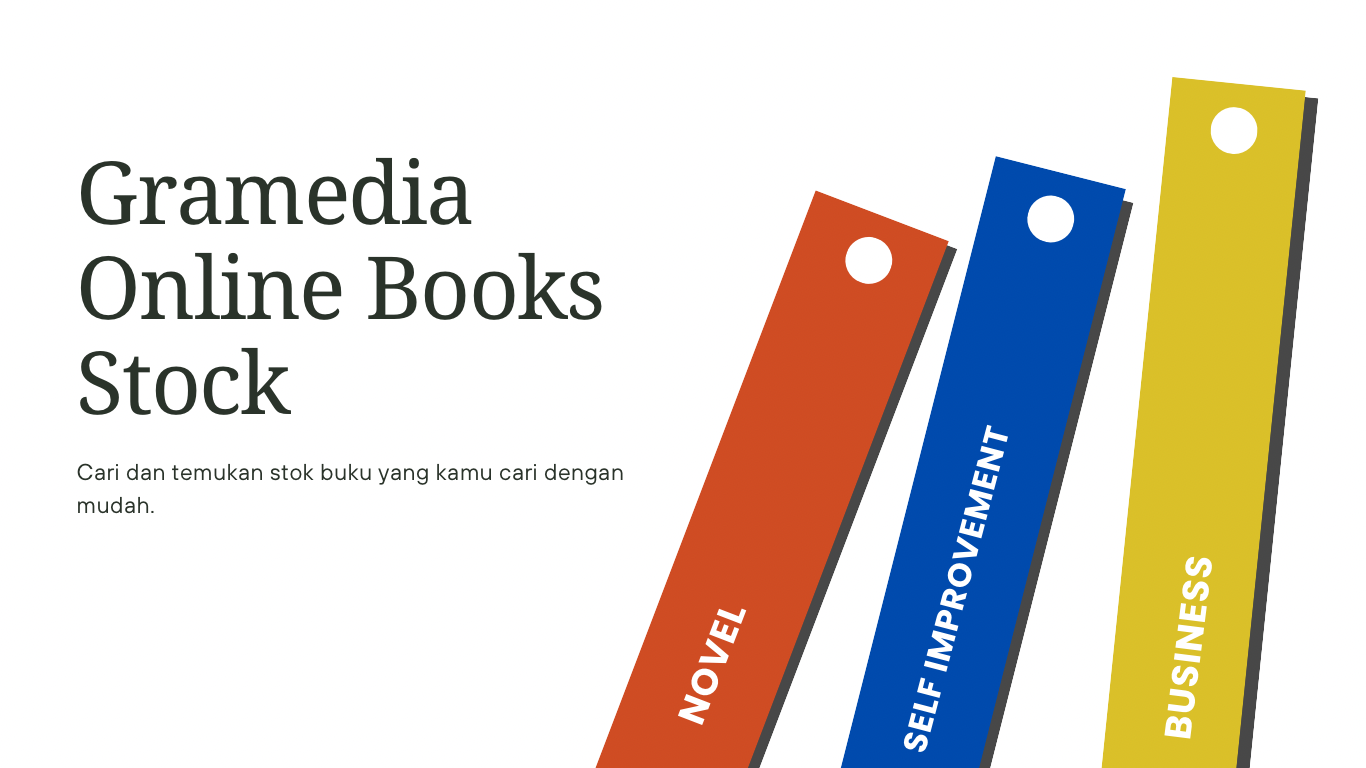 Gramedia
Online Books
Stock
Cari dan temukan stok buku yang kamu cari dengan
mudah.
NOVEL
SELF IMPROVEMENT
BUSINESS